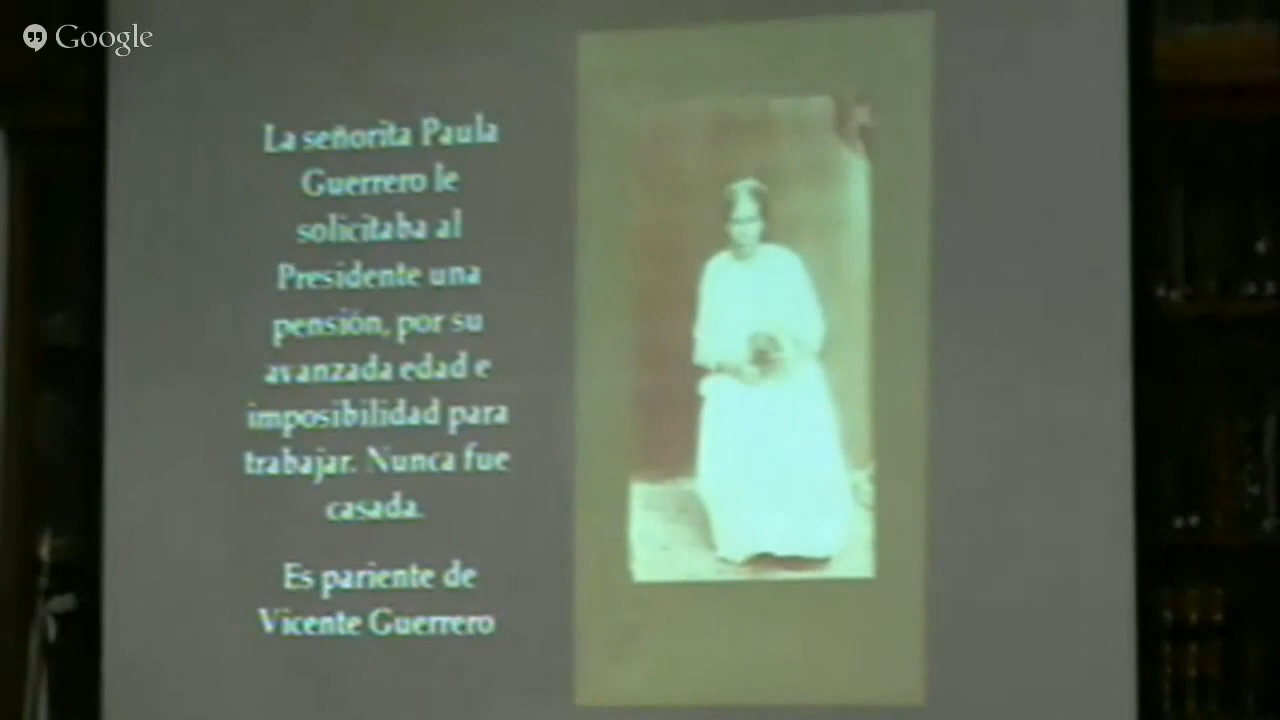 Google
La señorita Paula
Guerrero le
solicitaba al
Presidente una
pensión, por su
avanzada edad e
imposibilidad para
trabajar. Nunca fue
casada.
Es pariente de
Vicente Guerrero